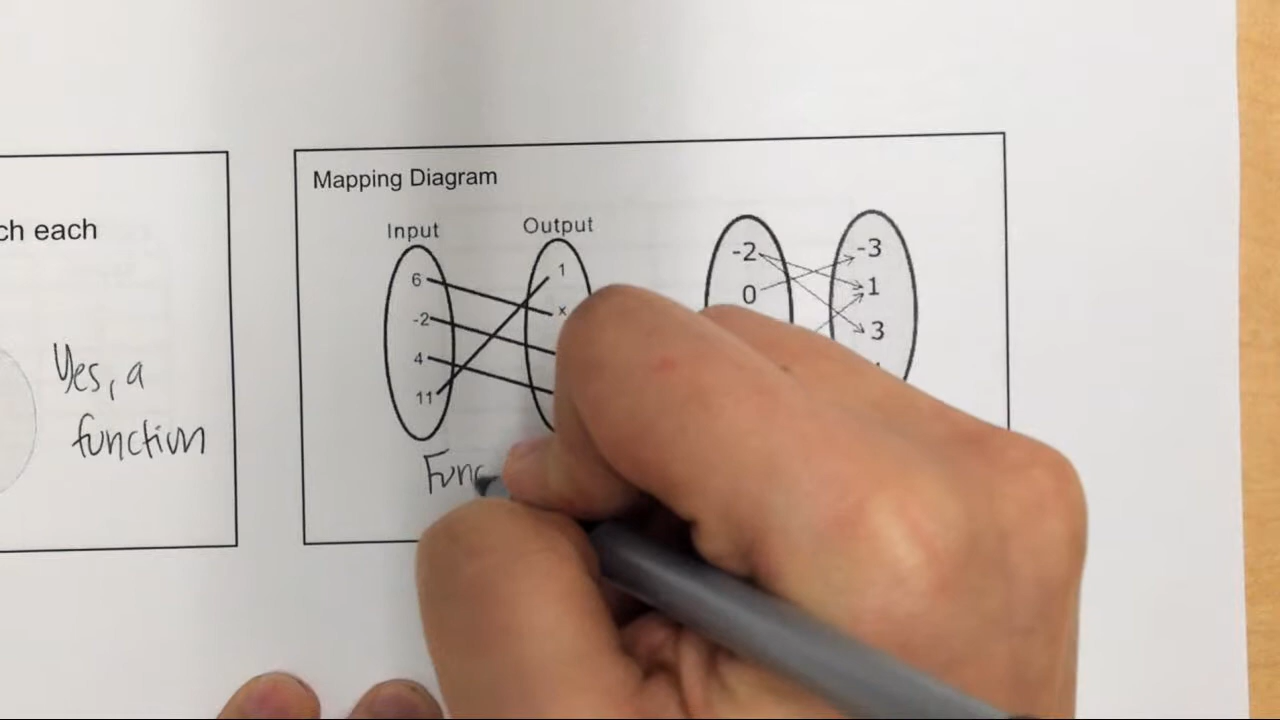 ch each
Yes, a
function
Mapping Diagram
Input
Output
6
-2
4
11
1
x
-2
0
-3
1
3
Func